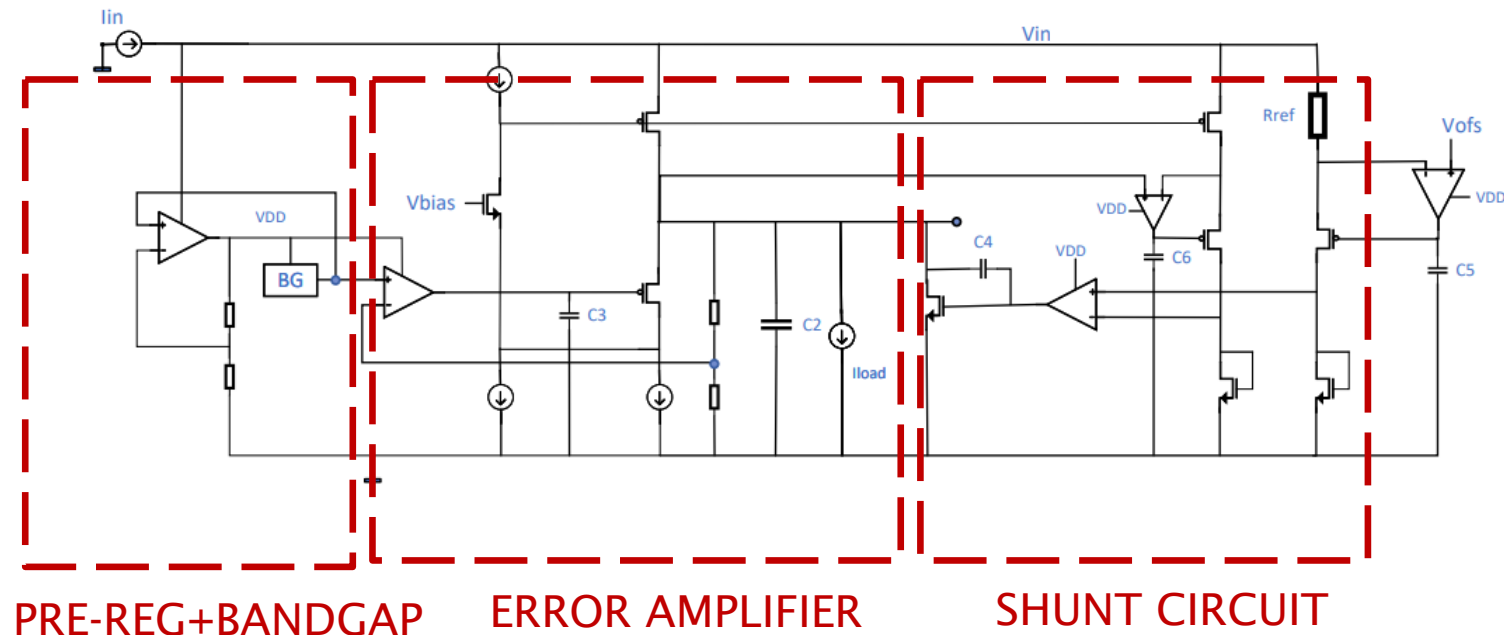 Iin
Vin
Rref
Vofs
Vbias
VDD
VDD
VDD
C4
VDD
C6
C5
BG
C3
C2
Iload
PRE-REG+BANDGAP
ERROR AMPLIFIER
SHUNT CIRCUIT